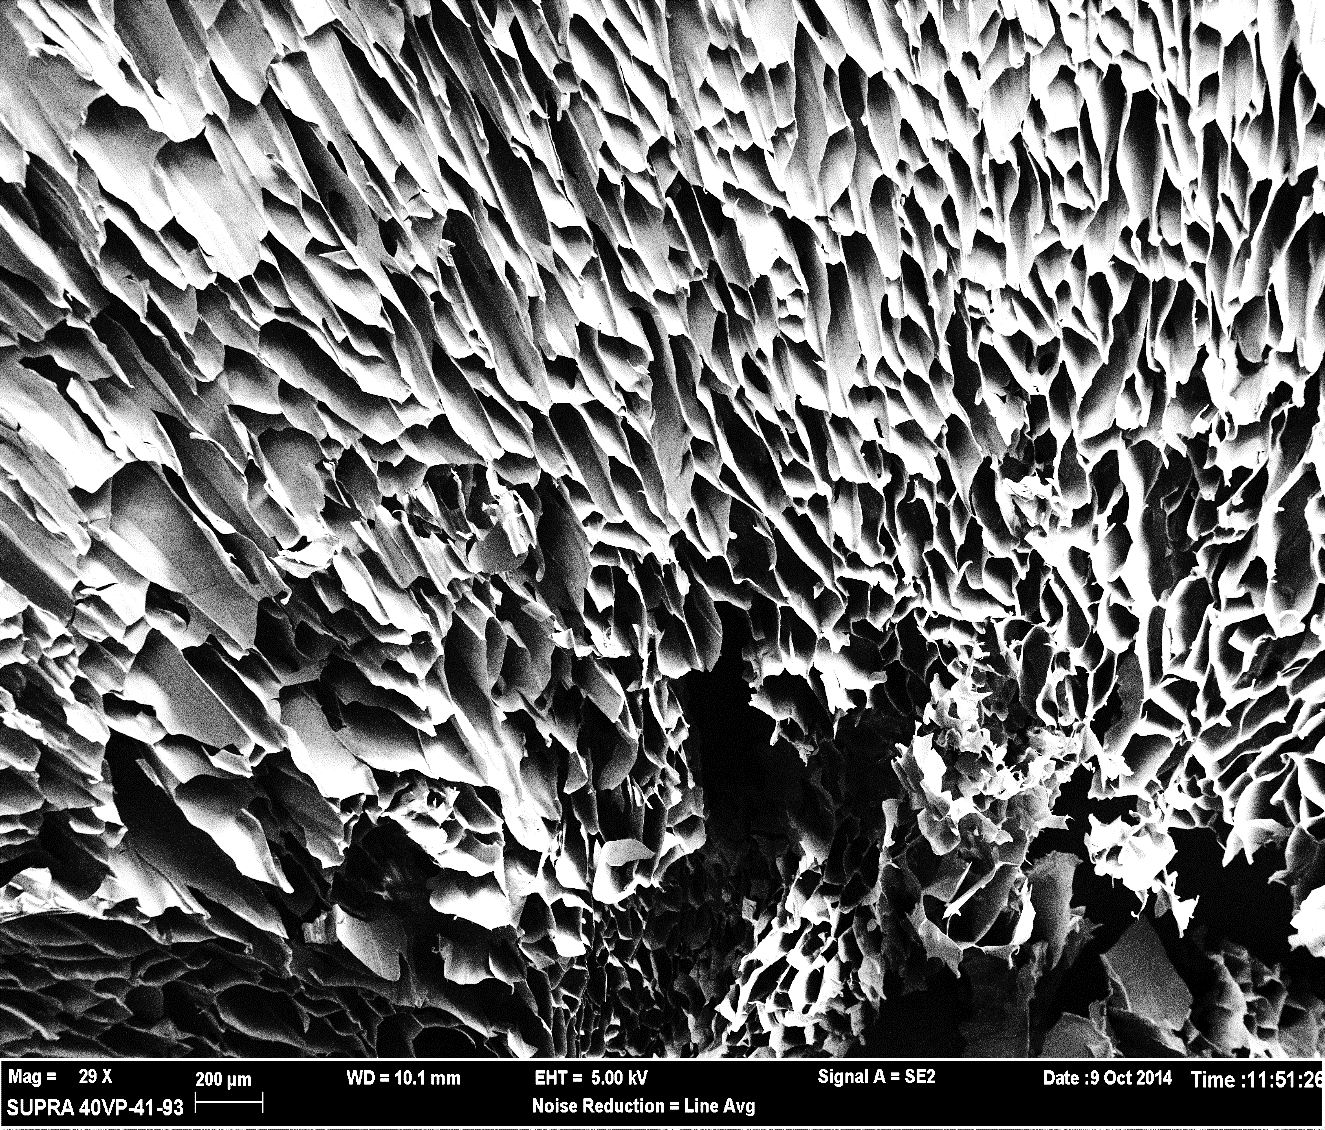 Mag = 29 X 200 µm WD = 10.1 mm EHT = 5.00 kV Signal A = SE2 Date :9 Oct 2014 Time :11:51:26
SUPRA 40VP-41-93 Noise Reduction = Line Avg